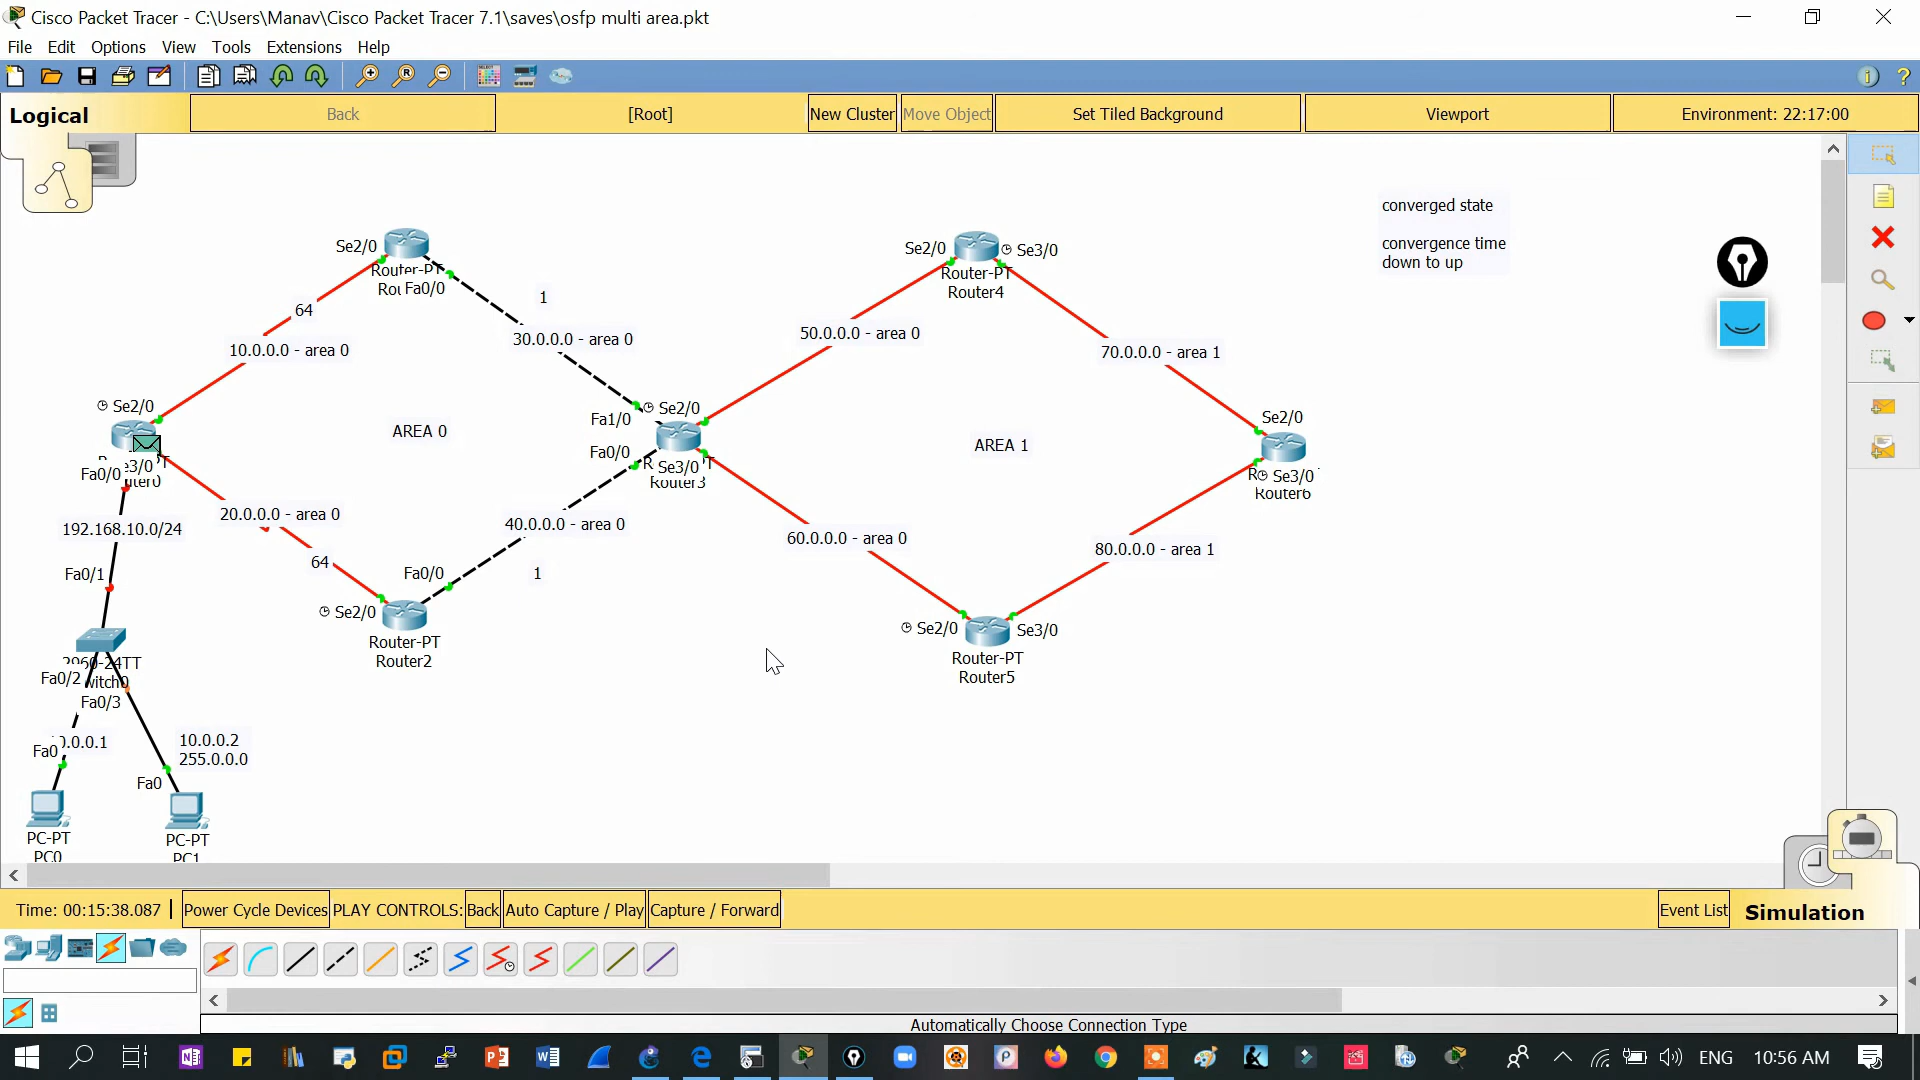 Cisco Packet Tracer - C:\Users\Manav\Cisco Packet Tracer 7.1\saves\osfp multi area.pkt
File Edit Options View Tools Extensions Help
Logical
Back
[Root]
New Cluster
Move Object
Set Tiled Background
Viewport
Environment: 22:17:00
converged state
convergence time
down to up
Se2/0
Router-PT
Fa0/0
64
1
10.0.0.0 - area 0
30.0.0.0 - area 0
Se2/0
Se3/0
Router-PT
Router4
50.0.0.0 - area 0
70.0.0.0 - area 1
Se2/0
Fa0/0
AREA 0
Fa1/0
Se2/0
Fa0/0
Se3/0
Router3
AREA 1
Se2/0
Se3/0
Router6
192.168.10.0/24
20.0.0.0 - area 0
64
40.0.0.0 - area 0
1
60.0.0.0 - area 0
80.0.0.0 - area 1
Fa0/1
Fa0/0
Se2/0
Router-PT
Router2
Se2/0
Se3/0
Router-PT
Router5
2960-24TT
Fa0/2
Fa0/3
10.0.0.2
255.0.0.0
Fa0
Fa0
PC-PT
PC0
PC-PT
PC1
Time: 00:15:38.087
Power Cycle Devices
PLAY CONTROLS:
Back
Auto Capture / Play
Capture / Forward
Event List
Simulation
Automatically Choose Connection Type
ENG
10:56 AM